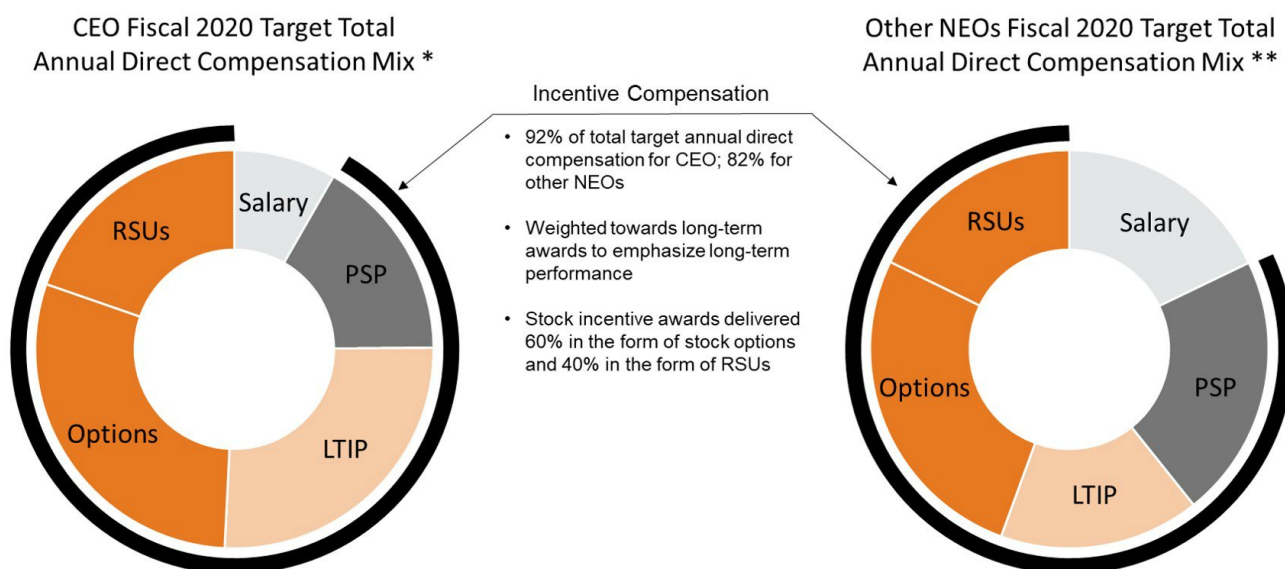 CEO Fiscal 2020 Target Total
Annual Direct Compensation Mix *
Other NEOs Fiscal 2020 Target Total
Annual Direct Compensation Mix **
Incentive Compensation
• 92% of total target annual direct
compensation for CEO; 82% for
other NEOs
• Weighted towards long-term
awards to emphasize long-term
performance
• Stock incentive awards delivered
60% in the form of stock options
and 40% in the form of RSUs
Salary
PSP
LTIP
Options
RSUs
Salary
PSP
LTIP
Options
RSUs